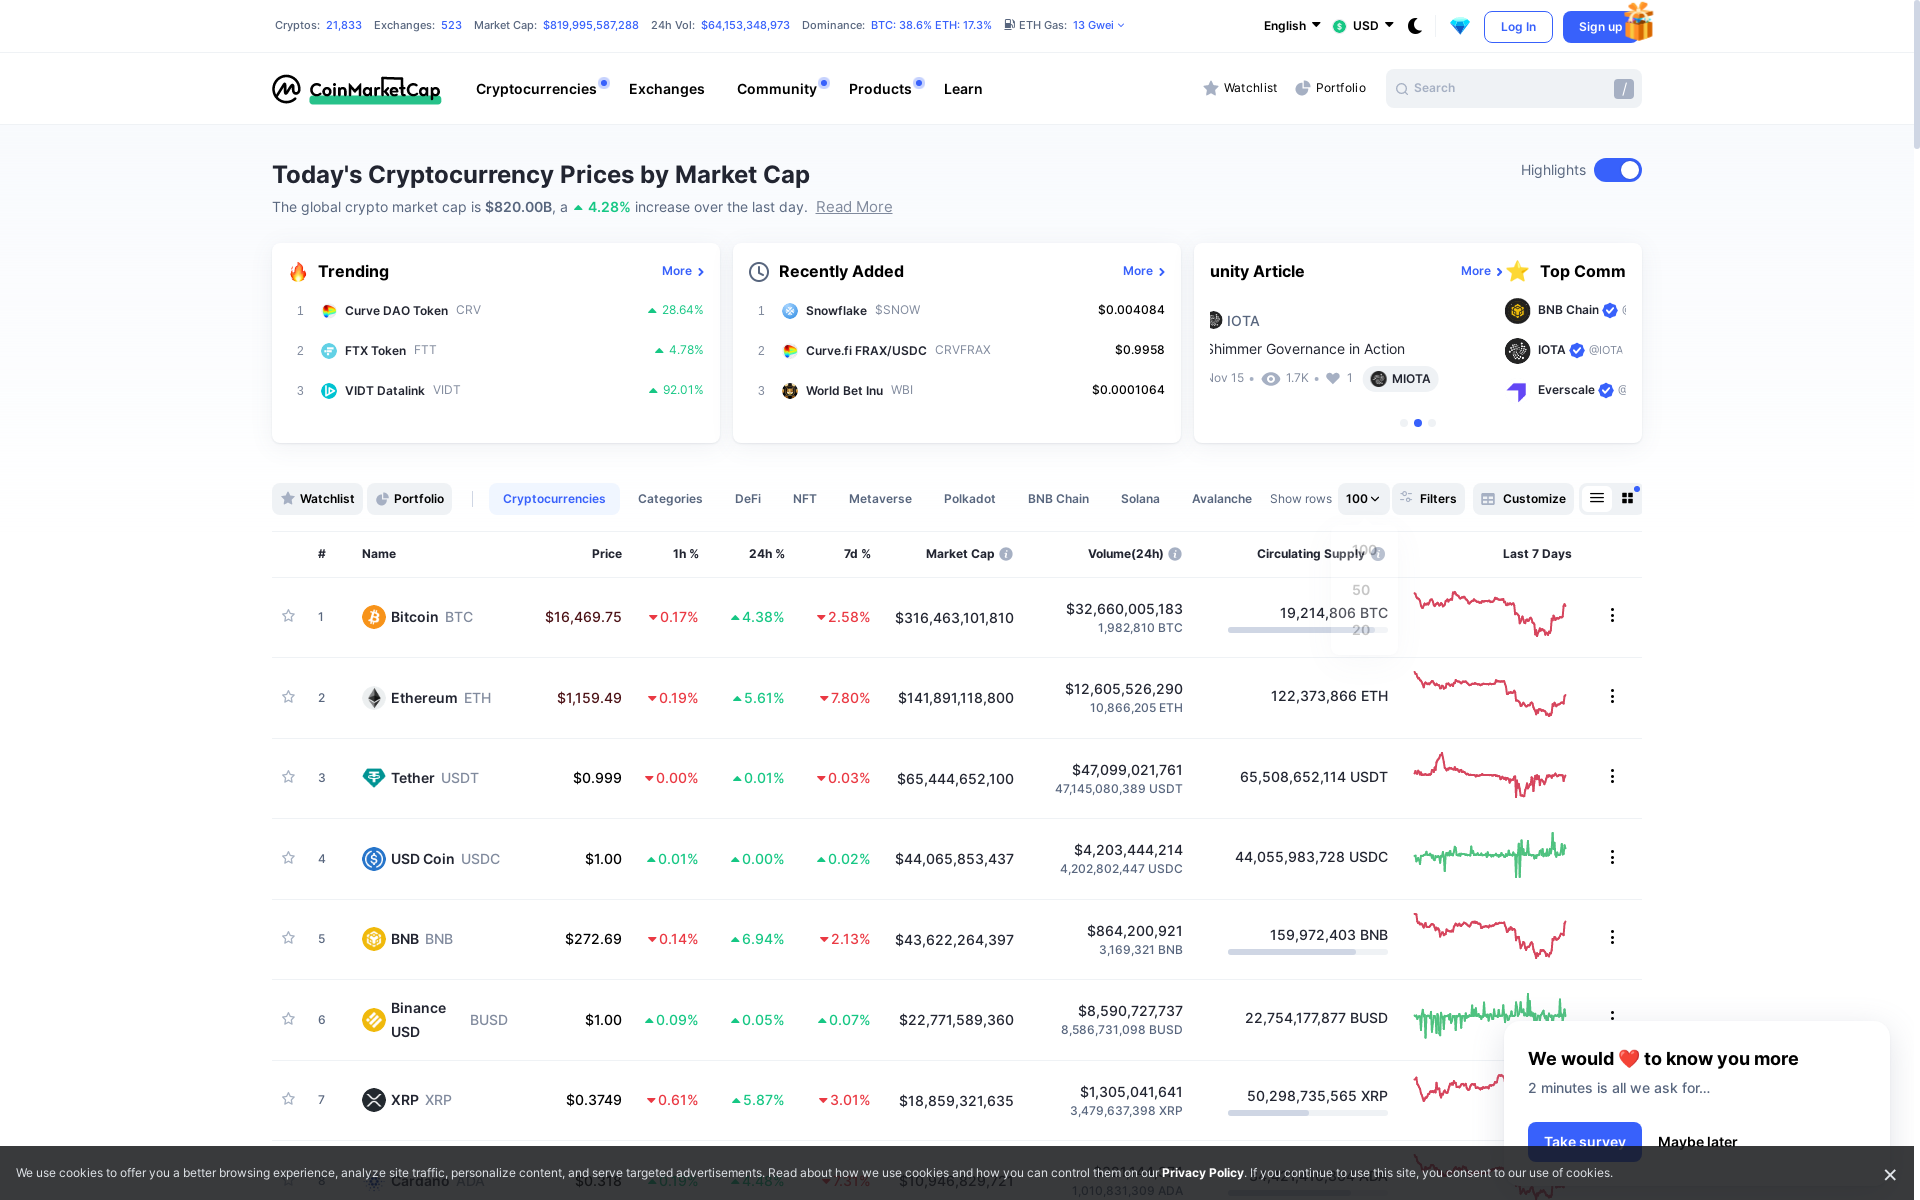 Cryptos: 21,833 Exchanges: 523 Market Cap: $819,995,587,288 24h Vol: $64,153,348,973 Dominance: BTC: 38.6% ETH: 17.3% ETH Gas: 13 Gwei English $ USD Log In Sign up
CoinMarketCap Cryptocurrencies Exchanges Community Products Learn Watchlist Portfolio Search /
Today's Cryptocurrency Prices by Market Cap Highlights
The global crypto market cap is $820.00B, a 4.28% increase over the last day. Read More
Trending More
1 Curve DAO Token CRV 28.64%
2 FTX Token FTT 4.78%
3 VIDT Datalink VIDT 92.01%
Recently Added More
1 Snowflake $SNOW $0.004084
2 Curve.fi FRAX/USDC CRVFRAX $0.9958
3 World Bet Inu WBI $0.0001064
unity Article More
IOTA
Shimmer Governance in Action
Nov 15 • 1.7K • 1 MIOTA
Top Comm
BNB Chain
IOTA @IOTA
Everscale @
Watchlist Portfolio Cryptocurrencies Categories DeFi NFT Metaverse Polkadot BNB Chain Solana Avalanche Show rows 100 Filters Customize
# Name Price 1h % 24h % 7d % Market Cap Volume(24h) Circulating Supply Last 7 Days
100
50
20
1 Bitcoin BTC $16,469.75 0.17% 4.38% 2.58% $316,463,101,810 $32,660,005,183 19,214,806 BTC
1,982,810 BTC
2 Ethereum ETH $1,159.49 0.19% 5.61% 7.80% $141,891,118,800 $12,605,526,290 122,373,866 ETH
10,866,205 ETH
3 Tether USDT $0.999 0.00% 0.01% 0.03% $65,444,652,100 $47,099,021,761 65,508,652,114 USDT
47,145,080,389 USDT
4 USD Coin USDC $1.00 0.01% 0.00% 0.02% $44,065,853,437 $4,203,444,214 44,055,983,728 USDC
4,202,802,447 USDC
5 BNB BNB $272.69 0.14% 6.94% 2.13% $43,622,264,397 $864,200,921 159,972,403 BNB
3,169,321 BNB
6 Binance USD BUSD $1.00 0.09% 0.05% 0.07% $22,771,589,360 $8,590,727,737 22,754,177,877 BUSD
8,586,731,098 BUSD
7 XRP XRP $0.3749 0.61% 5.87% 3.01% $18,859,321,635 $1,305,041,641 50,298,735,565 XRP
3,479,637,398 XRP
8 Cardano ADA $0.318 0.19% 4.48% 7.31% $10,946,829,721
1,010,831,309 ADA
We would ❤️ to know you more
2 minutes is all we ask for...
Take survey Maybe later
We use cookies to offer you a better browsing experience, analyze site traffic, personalize content, and serve targeted advertisements. Read about how we use cookies and how you can control them on our Privacy Policy. If you continue to use this site, you consent to our use of cookies.